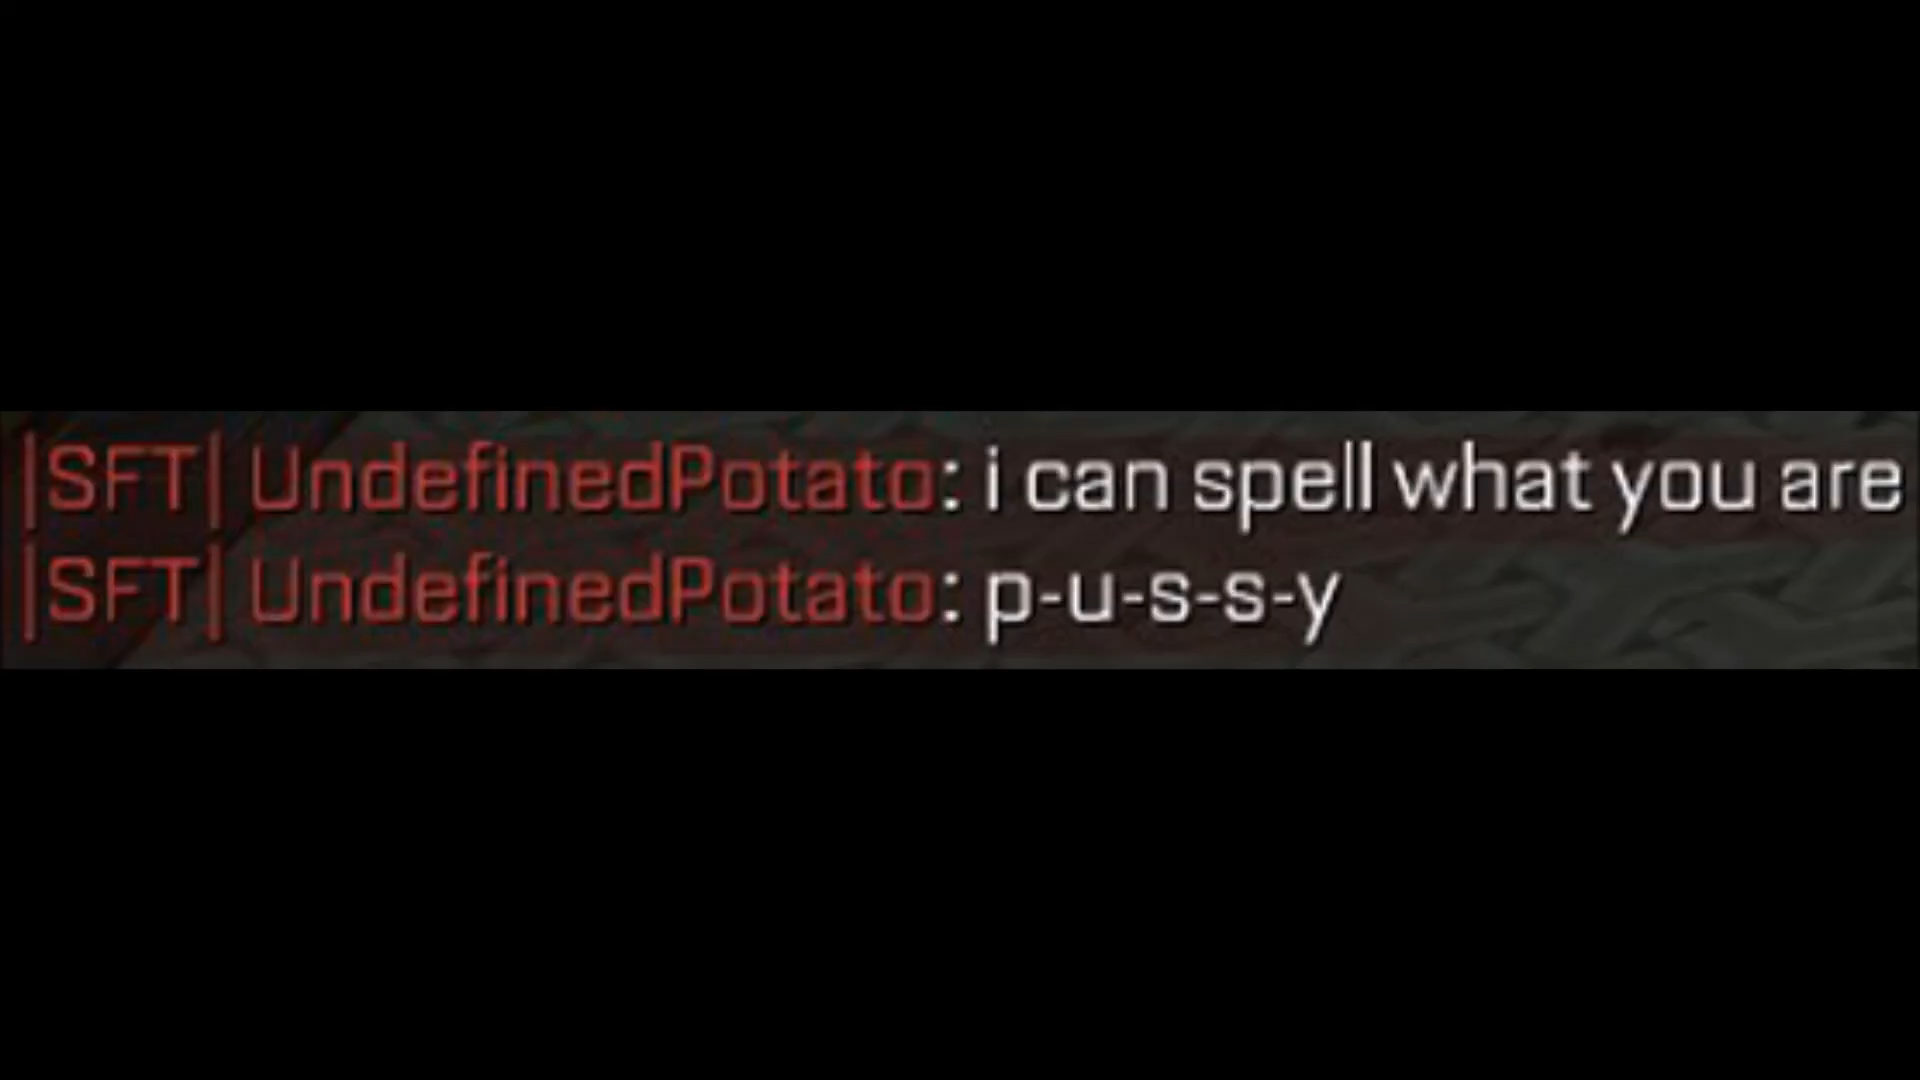 |SFT| UndefinedPotato: i can spell what you are
|SFT| UndefinedPotato: p-u-s-s-y